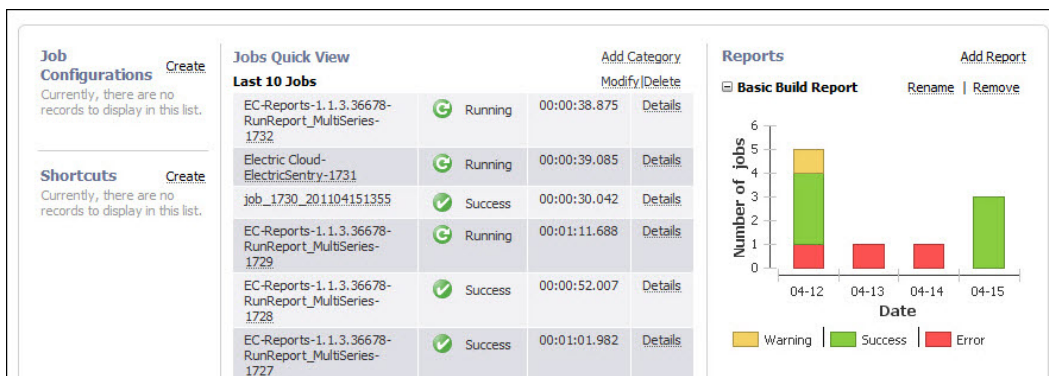 Job
Configurations
Create
Currently, there are no
records to display in this list.
Shortcuts
Create
Currently, there are no
records to display in this list.
Jobs Quick View
Add Category
Last 10 Jobs
Modify|Delete
EC-Reports-1.1.3.36678-
RunReport_MultiSeries-
1732
Running
00:00:38.875
Details
Electric Cloud-
ElectricSentry-1731
Running
00:00:39.085
Details
job_1730_201104151355
Success
00:00:30.042
Details
EC-Reports-1.1.3.36678-
RunReport_MultiSeries-
1729
Running
00:01:11.688
Details
EC-Reports-1.1.3.36678-
RunReport_MultiSeries-
1728
Success
00:00:52.007
Details
EC-Reports-1.1.3.36678-
RunReport_MultiSeries-
1727
Success
00:01:01.982
Details
Reports
Add Report
Basic Build Report
Rename | Remove
Number of jobs
6
5
4
3
2
1
0
04-12
04-13
04-14
04-15
Date
Warning
Success
Error